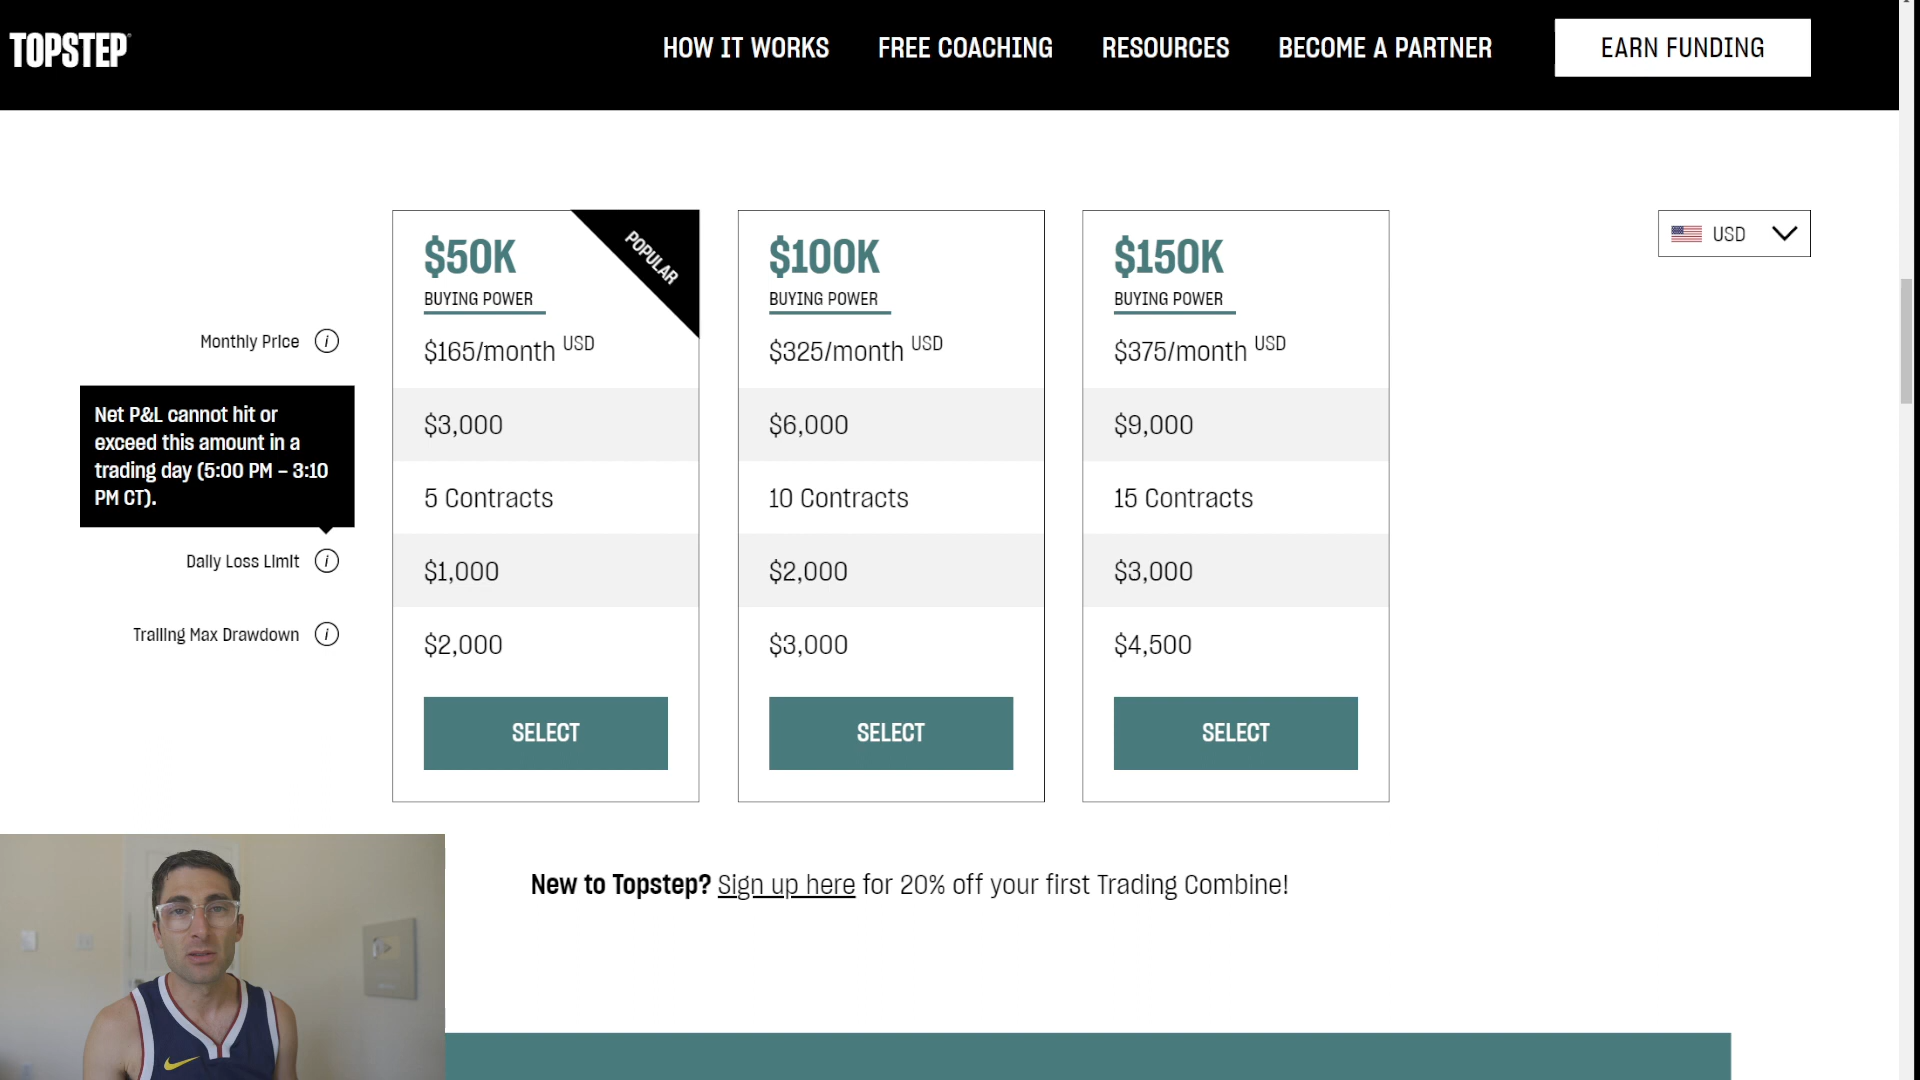 TOPSTEP
HOW IT WORKS
FREE COACHING
RESOURCES
BECOME A PARTNER
EARN FUNDING
USD
$50K
POPULAR
BUYING POWER
$100K
BUYING POWER
$150K
BUYING POWER
Monthly Price i
$165/month USD
$325/month USD
$375/month USD
Net P&L cannot hit or
exceed this amount in a
trading day (5:00 PM – 3:10
PM CT).
$3,000
$6,000
$9,000
5 Contracts
10 Contracts
15 Contracts
Daily Loss Limit i
$1,000
$2,000
$3,000
Trailing Max Drawdown i
$2,000
$3,000
$4,500
SELECT
SELECT
SELECT
New to Topstep? Sign up here for 20% off your first Trading Combine!